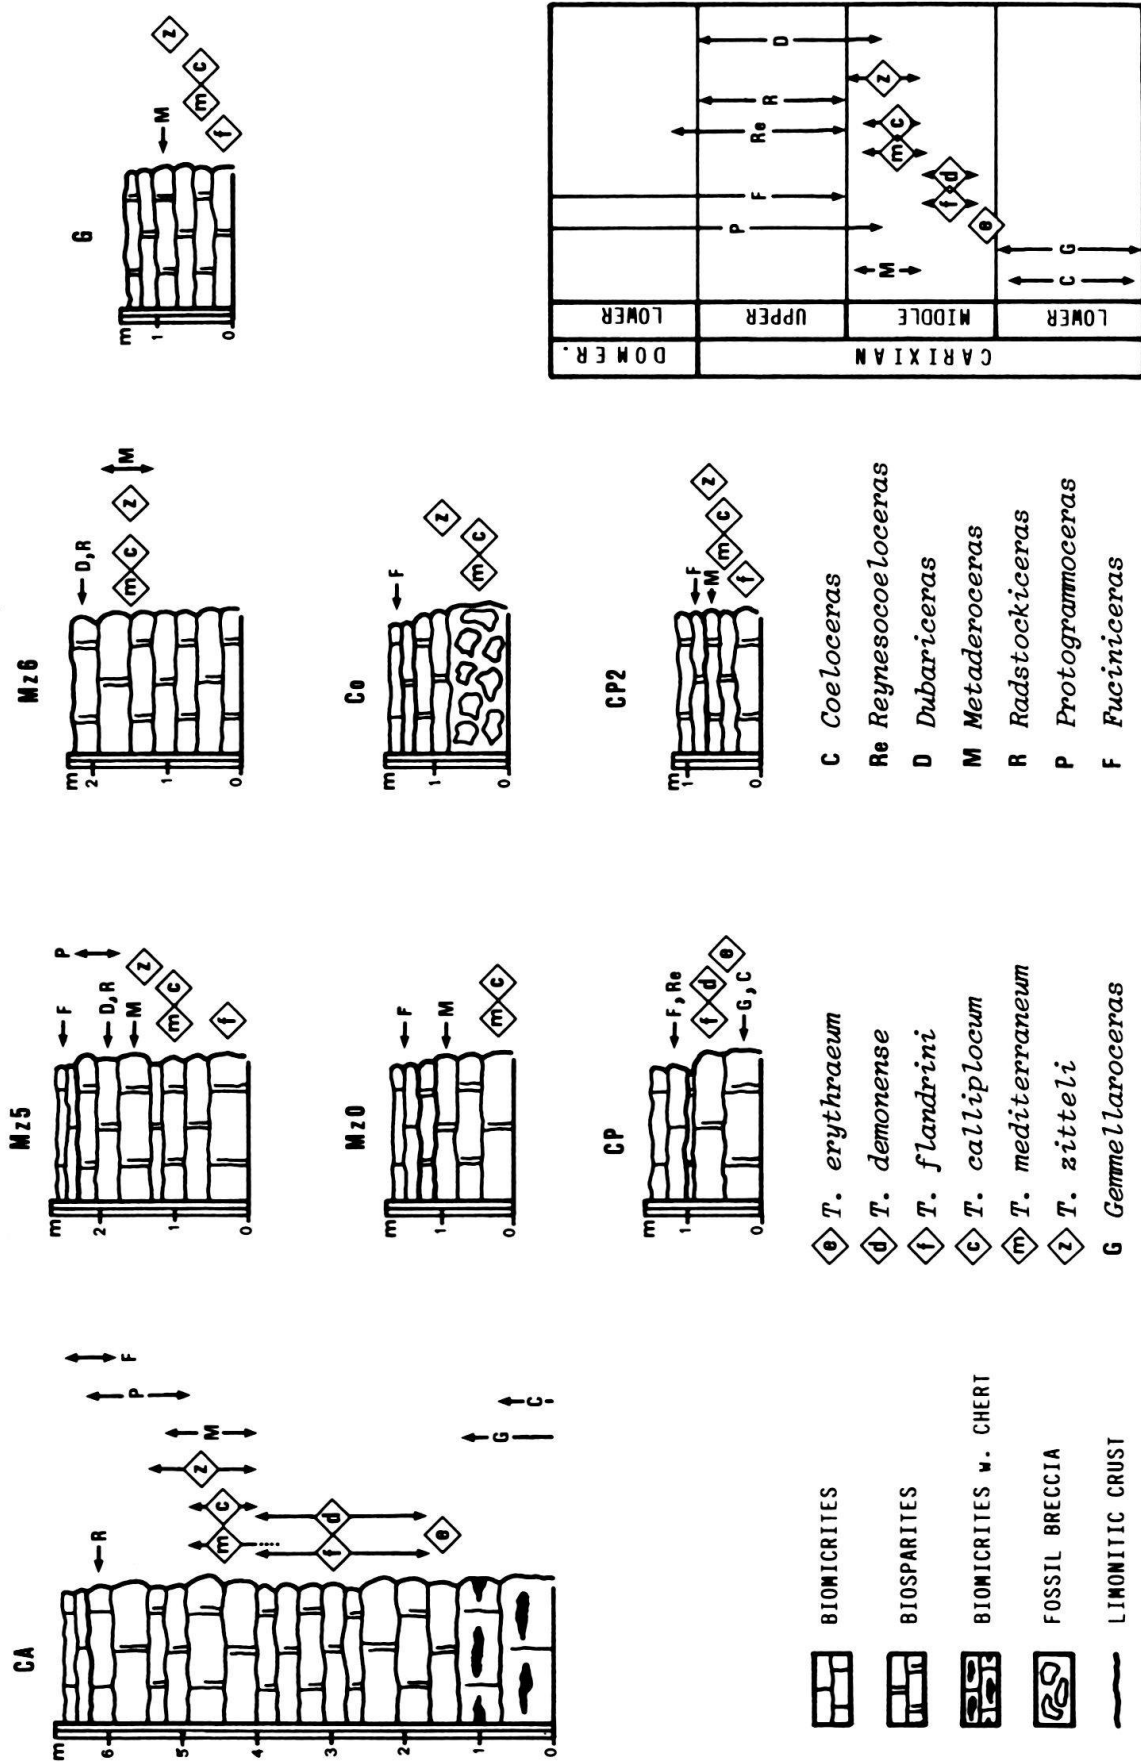 CA
m
6
5
4
3
2
1
0
R
m
c
z
M
P
F
f
d
e
G
C
Mz5
m
2
1
0
F
D,R
M
P
z
m
c
f
Mz6
m
2
1
0
D,R
m
c
z
M
G
m
1
0
M
z
c
m
f
Mz0
m
1
0
F
M
m
c
Co
m
1
0
F
z
m
c
CP
m
1
0
F,Re
f
d
e
G,C
CP2
m
1
0
F
M
z
c
m
f
DOMER.
LOWER
CARIXIAN
UPPER
MIDDLE
LOWER
D
z
R
Re
c
m
d
f
F
P
e
G
M
C
BIOMICRITES
BIOSPARITES
BIOMICRITES w. CHERT
FOSSIL BRECCIA
LIMONITIC CRUST
e T. erythraeum
d T. demonense
f T. flandrini
c T. calliplocum
m T. mediterraneum
z T. zitteli
G Gemmellaroceras
C Coeloceras
Re Reynesocoeloceras
D Dubariceras
M Metaderoceras
R Radstockiceras
P Protogrammoceras
F Fuciniceras